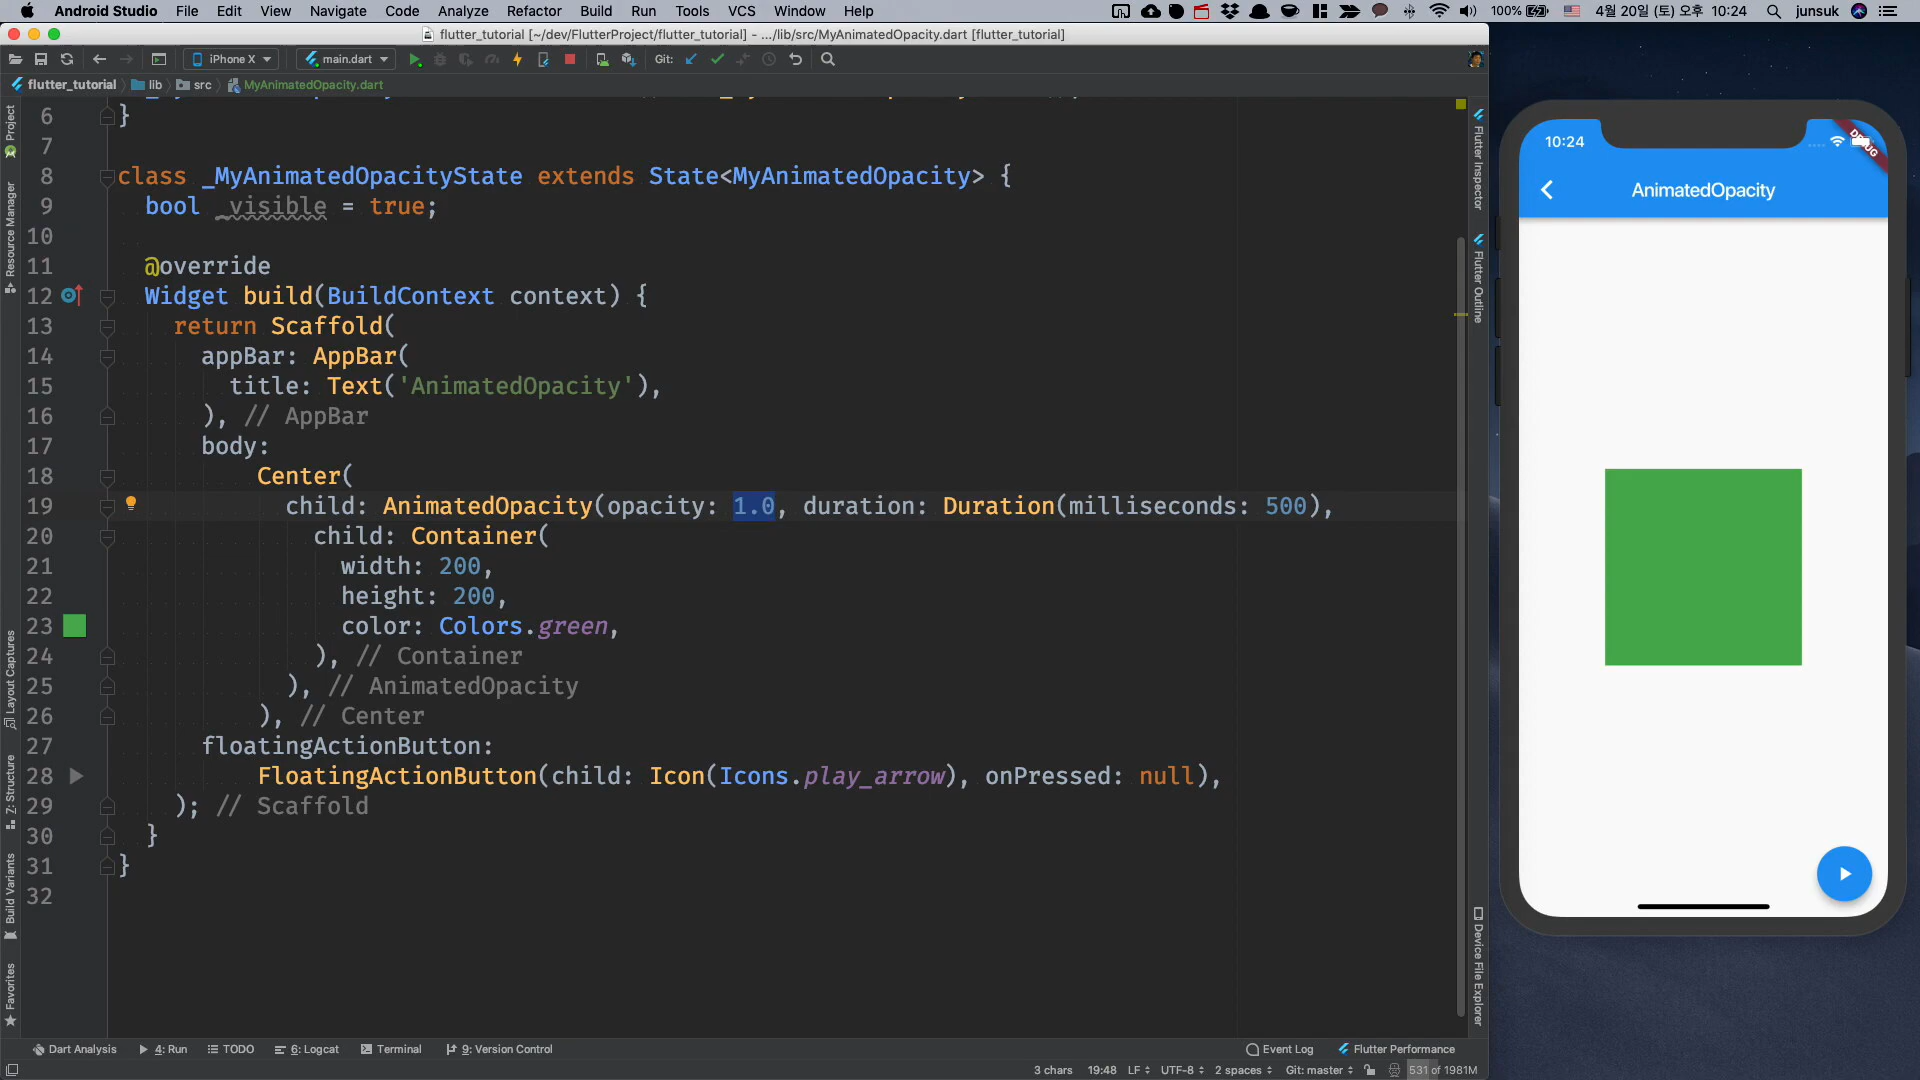 Android Studio File Edit View Navigate Code Analyze Refactor Build Run Tools VCS Window Help 100% 4월 20일 (토) 오후 10:24 junsuk
flutter_tutorial [~/dev/FlutterProject/flutter_tutorial] - .../lib/src/MyAnimatedOpacity.dart [flutter_tutorial]
iPhone X main.dart Git:
flutter_tutorial lib src MyAnimatedOpacity.dart
Project
Resource Manager
Layout Captures
Z: Structure
Build Variants
Favorites
6 }
7
8 class _MyAnimatedOpacityState extends State<MyAnimatedOpacity> {
9 bool _visible = true;
10
11 @override
12 Widget build(BuildContext context) {
13 return Scaffold(
14 appBar: AppBar(
15 title: Text('AnimatedOpacity'),
16 ), // AppBar
17 body:
18 Center(
19 child: AnimatedOpacity(opacity: 1.0, duration: Duration(milliseconds: 500),
20 child: Container(
21 width: 200,
22 height: 200,
23 color: Colors.green,
24 ), // Container
25 ), // AnimatedOpacity
26 ), // Center
27 floatingActionButton:
28 FloatingActionButton(child: Icon(Icons.play_arrow), onPressed: null),
29 ); // Scaffold
30 }
31 }
32
Flutter Inspector
Flutter Outline
Device File Explorer
10:24
DEBUG
AnimatedOpacity
Dart Analysis 4: Run TODO 6: Logcat Terminal 9: Version Control Event Log Flutter Performance
3 chars 19:48 LF UTF-8 2 spaces Git: master 531 of 1981M